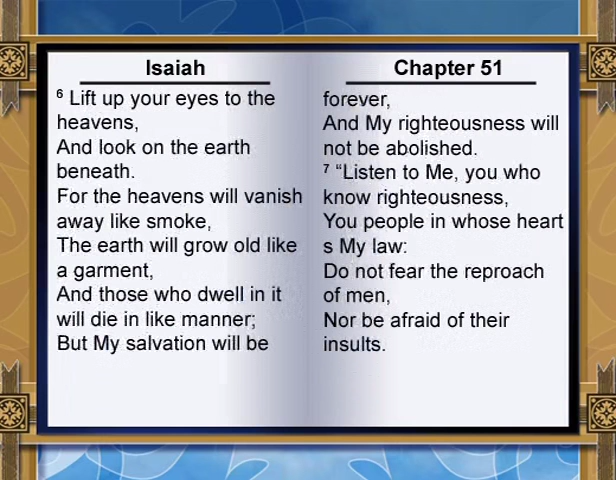 Isaiah
⁶ Lift up your eyes to the
heavens,
And look on the earth
beneath.
For the heavens will vanish
away like smoke,
The earth will grow old like
a garment,
And those who dwell in it
will die in like manner;
But My salvation will be
Chapter 51
forever,
And My righteousness will
not be abolished.
⁷ “Listen to Me, you who
know righteousness,
You people in whose heart
s My law:
Do not fear the reproach
of men,
Nor be afraid of their
insults.